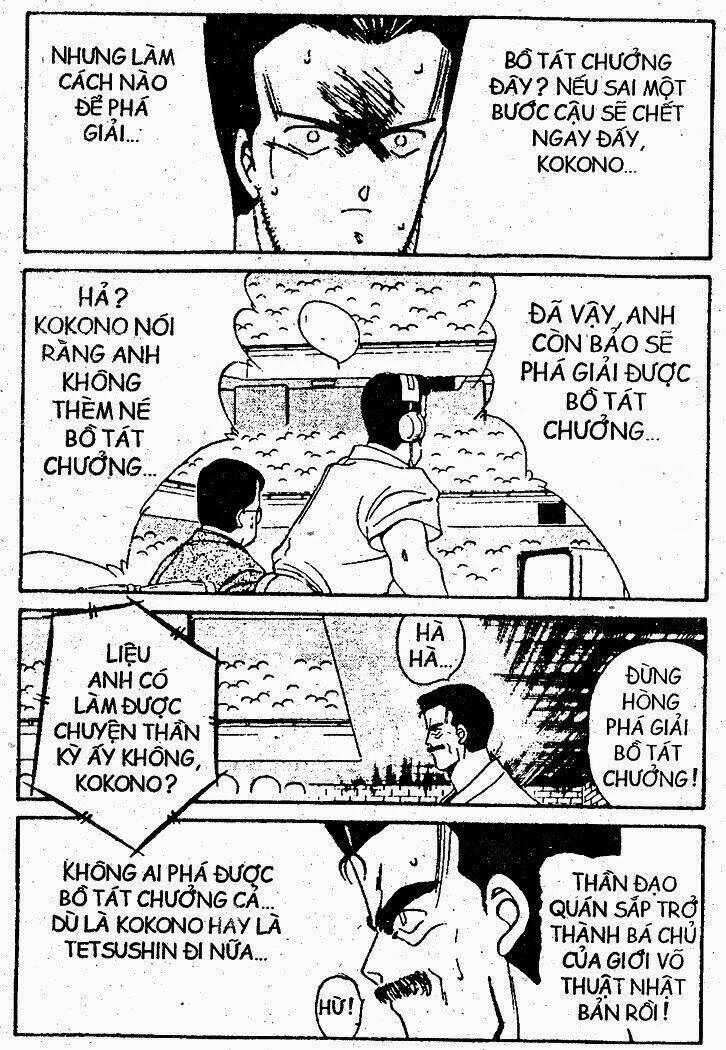 BỒ TÁT CHƯỞNG
ĐÂY? NẾU SAI MỘT
BƯỚC CẬU SẼ CHẾT
NGAY ĐẤY,
KOKONO...
NHƯNG LÀM
CÁCH NÀO
ĐỂ PHÁ
GIẢI...
ĐÃ VẬY, ANH
CÒN BẢO SẼ
PHÁ GIẢI ĐƯỢC
BỒ TÁT
CHƯỞNG...
HẢ?
KOKONO NÓI
RẰNG ANH
KHÔNG
THÈM NÉ
BỒ TÁT
CHƯỞNG...
ĐỪNG
HÒNG
PHÁ GIẢI
BỒ TÁT
CHƯỞNG!
HÀ
HÀ...
LIỆU
ANH CÓ
LÀM ĐƯỢC
CHUYỆN THẦN
KỲ ẤY KHÔNG,
KOKONO?
THẦN ĐẠO
QUÁN SẮP TRỞ
THÀNH BÁ CHỦ
CỦA GIỚI VÕ
THUẬT NHẬT
BẢN RỒI!
HỪ!
KHÔNG AI PHÁ ĐƯỢC
BỒ TÁT CHƯỞNG CẢ...
DÙ LÀ KOKONO HAY LÀ
TETSUSHIN ĐI NỮA...